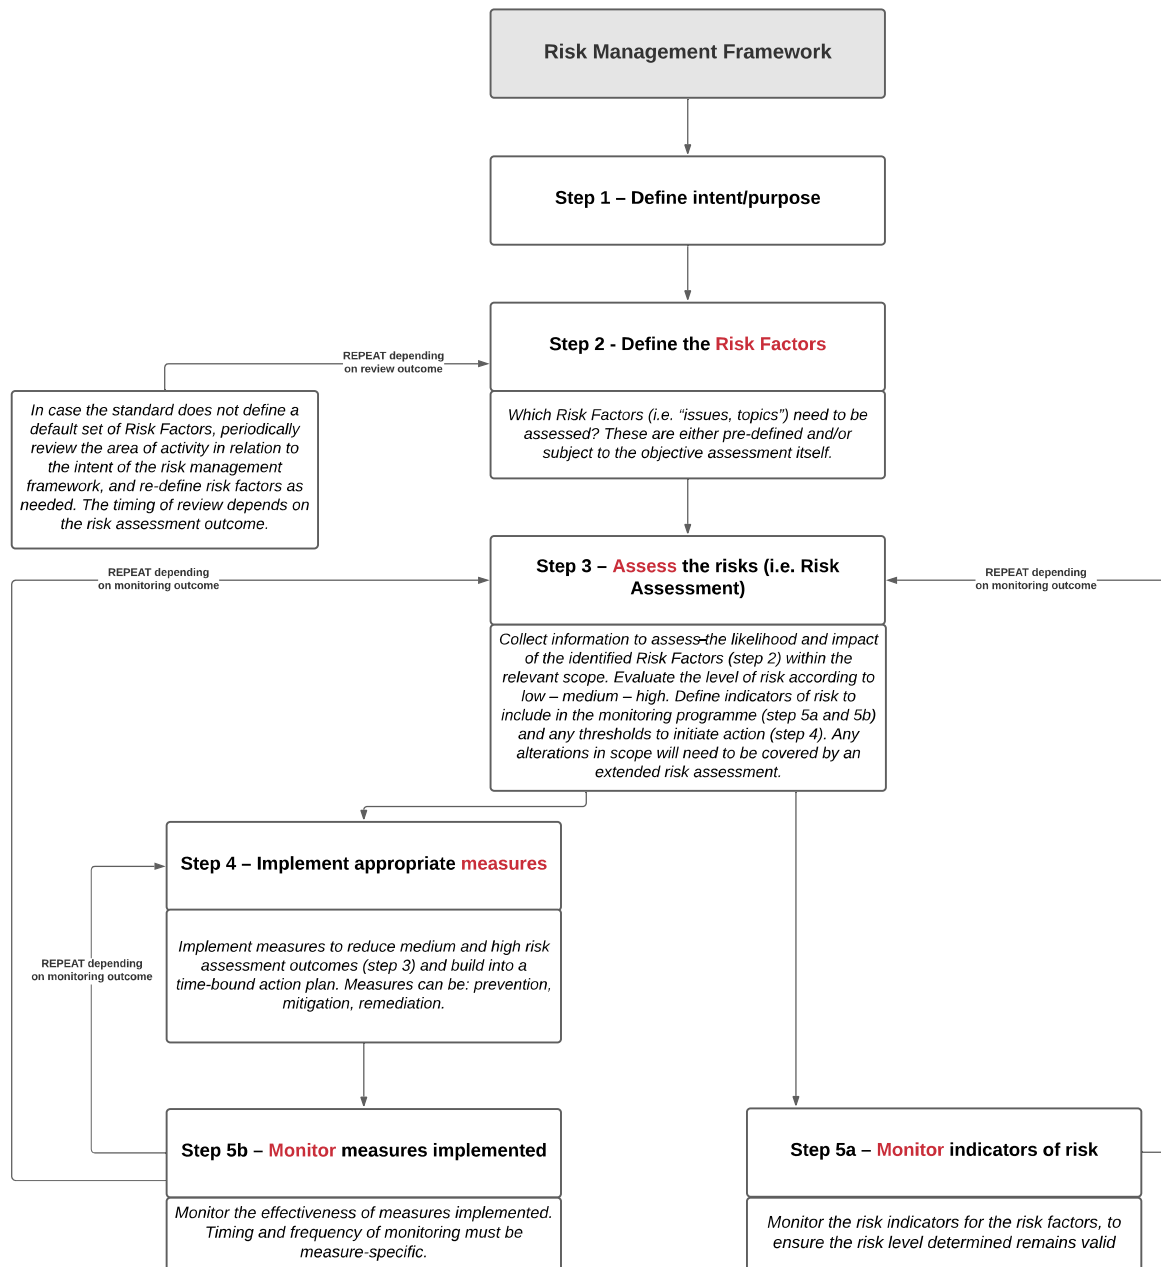 Risk Management Framework
Step 1 – Define intent/purpose
Step 2 - Define the Risk Factors
REPEAT depending
on review outcome
In case the standard does not define a
default set of Risk Factors, periodically
review the area of activity in relation to
the intent of the risk management
framework, and re-define risk factors as
needed. The timing of review depends on
the risk assessment outcome.
Which Risk Factors (i.e. “issues, topics”) need to be
assessed? These are either pre-defined and/or
subject to the objective assessment itself.
Step 3 – Assess the risks (i.e. Risk
Assessment)
REPEAT depending
on monitoring outcome
REPEAT depending
on monitoring outcome
Collect information to assess the likelihood and impact
of the identified Risk Factors (step 2) within the
relevant scope. Evaluate the level of risk according to
low – medium – high. Define indicators of risk to
include in the monitoring programme (step 5a and 5b)
and any thresholds to initiate action (step 4). Any
alterations in scope will need to be covered by an
extended risk assessment.
Step 4 – Implement appropriate measures
Implement measures to reduce medium and high risk
assessment outcomes (step 3) and build into a
time-bound action plan. Measures can be: prevention,
mitigation, remediation.
REPEAT depending
on monitoring outcome
Step 5b – Monitor measures implemented
Monitor the effectiveness of measures implemented.
Timing and frequency of monitoring must be
measure-specific.
Step 5a – Monitor indicators of risk
Monitor the risk indicators for the risk factors, to
ensure the risk level determined remains valid